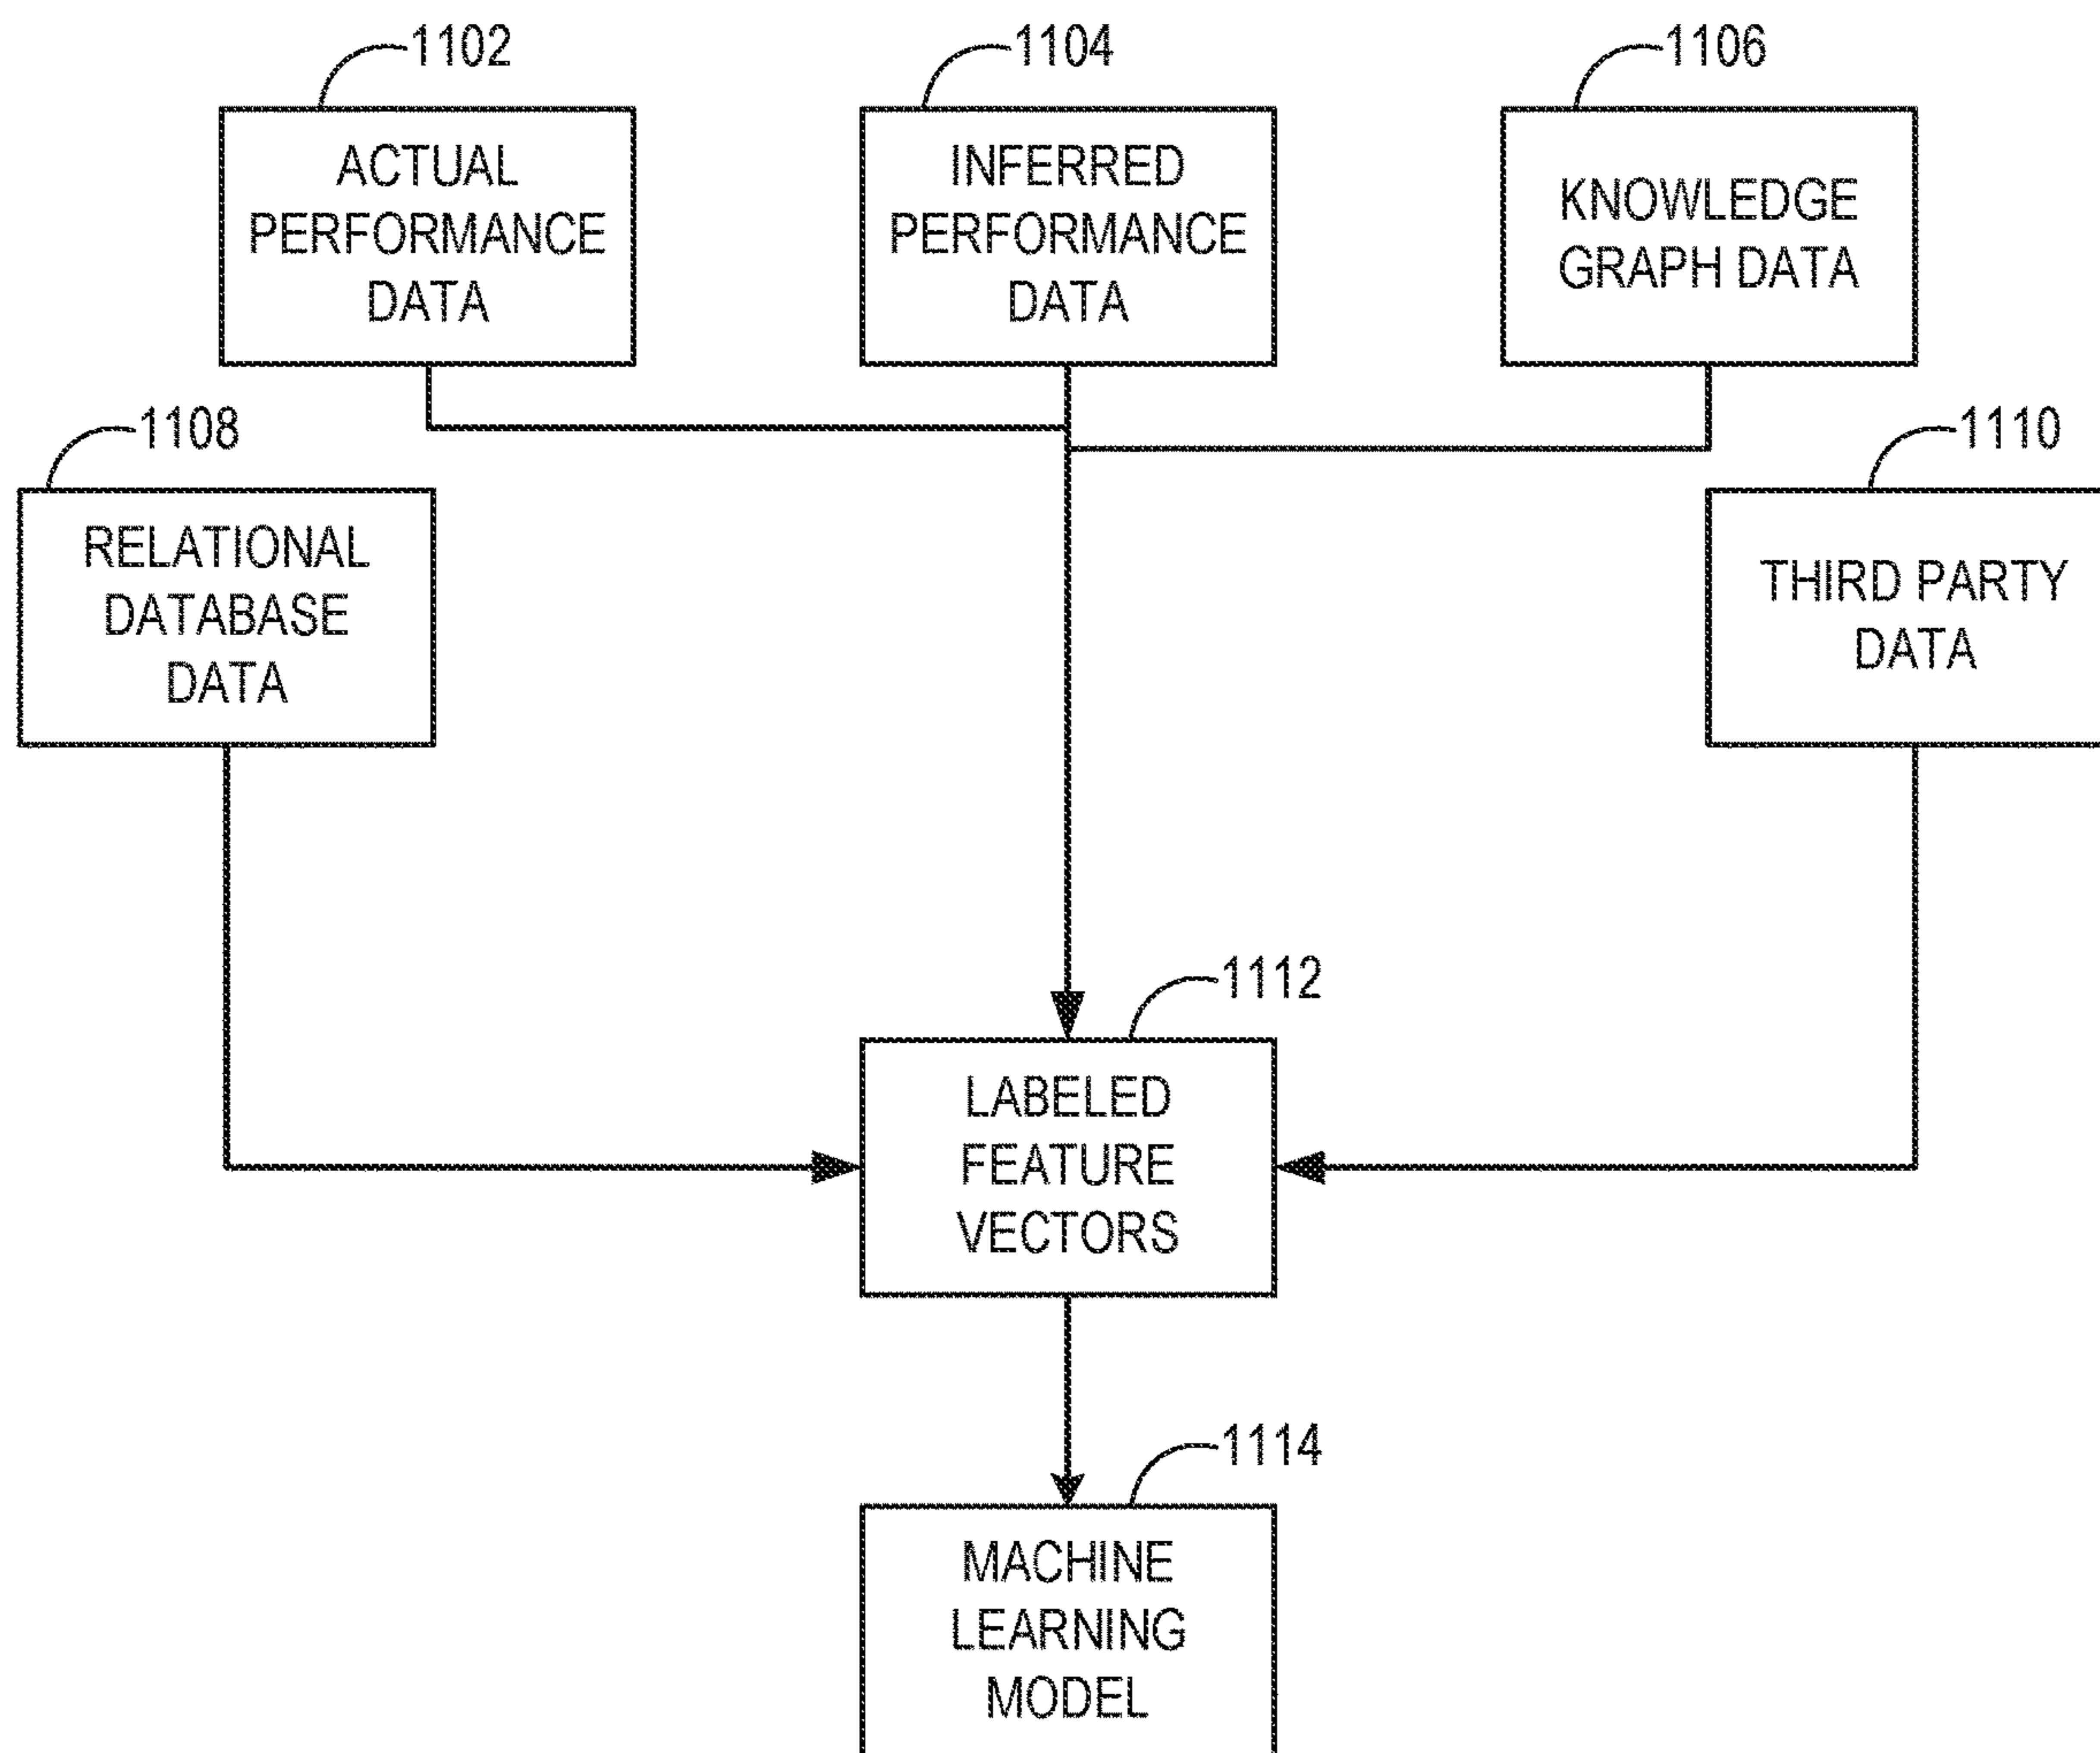 1102
1104
1106
ACTUAL
PERFORMANCE
DATA
INFERRED
PERFORMANCE
DATA
KNOWLEDGE
GRAPH DATA
1108
1110
RELATIONAL
DATABASE
DATA
THIRD PARTY
DATA
1112
LABELED
FEATURE
VECTORS
1114
MACHINE
LEARNING
MODEL